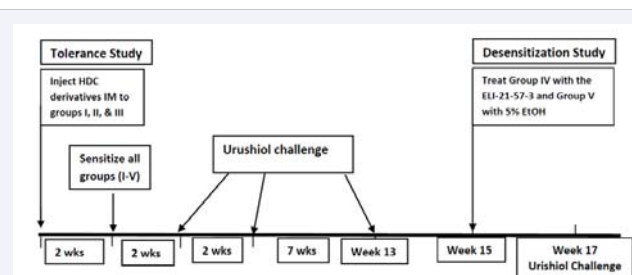 Tolerance Study
Inject HDC
derivatives IM to
groups I, II, & III
Sensitize all
groups (I-V)
Urushiol challenge
Desensitization Study
Treat Group IV with the
ELI-21-57-3 and Group V
with 5% EtOH
2 wks
2 wks
2 wks
7 wks
Week 13
Week 15
Week 17
Urishiol Challenge